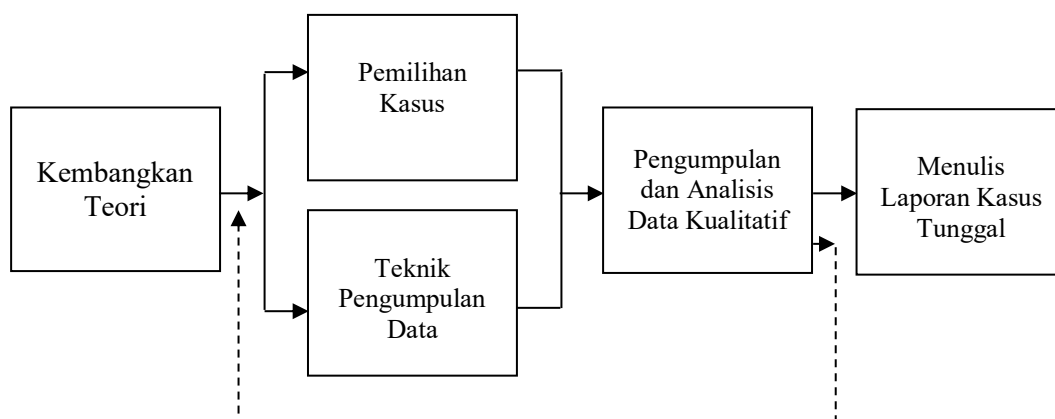 Kembangkan
Teori
Pemilihan
Kasus
Teknik
Pengumpulan
Data
Pengumpulan
dan Analisis
Data Kualitatif
Menulis
Laporan Kasus
Tunggal